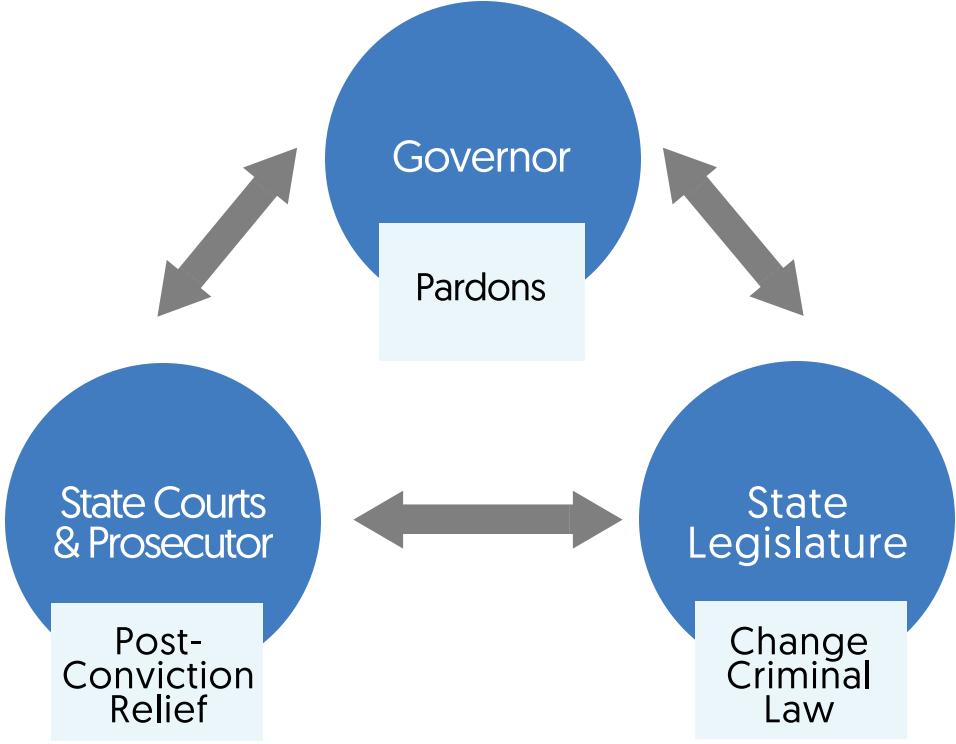 Governor
Pardons
State Courts
& Prosecutor
Post-
Conviction
Relief
State
Legislature
Change
Criminal
Law